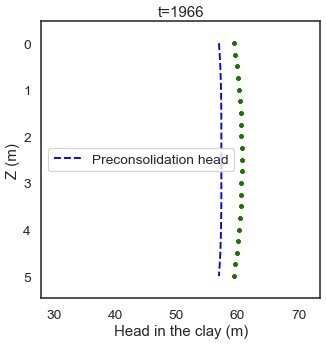 t=1966
0
1
2
3
4
5
Z (m)
Preconsolidation head
30 40 50 60 70
Head in the clay (m)